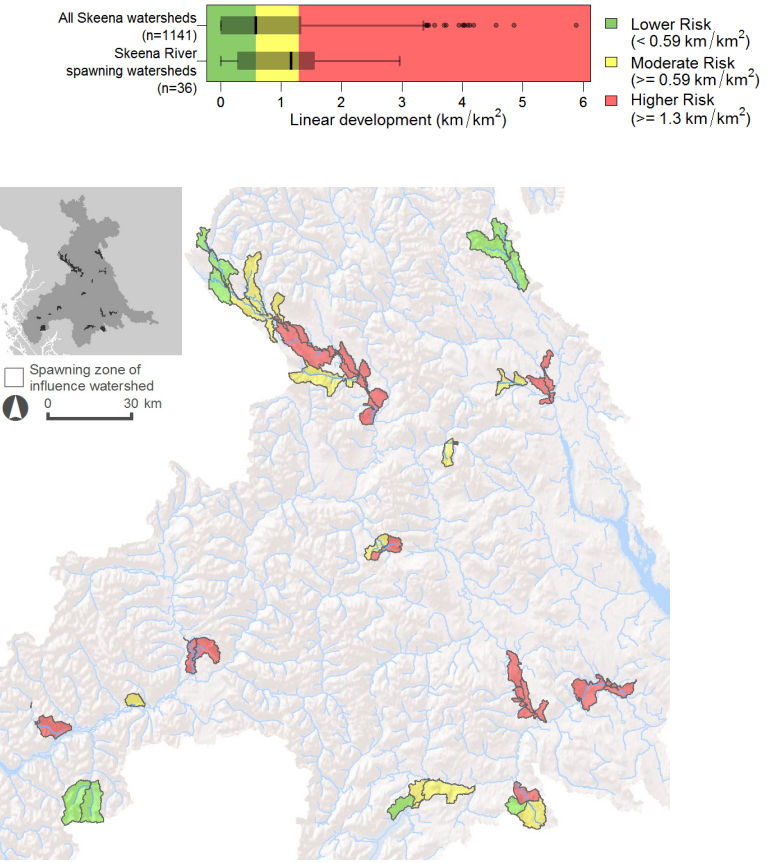 All Skeena watersheds
(n=1141)
Skeena River
spawning watersheds
(n=36)
0 1 2 3 4 5 6
Linear development (km/km²)
Lower Risk
(< 0.59 km/km²)
Moderate Risk
(>= 0.59 km/km²)
Higher Risk
(>= 1.3 km/km²)
Spawning zone of
influence watershed
0 30 km